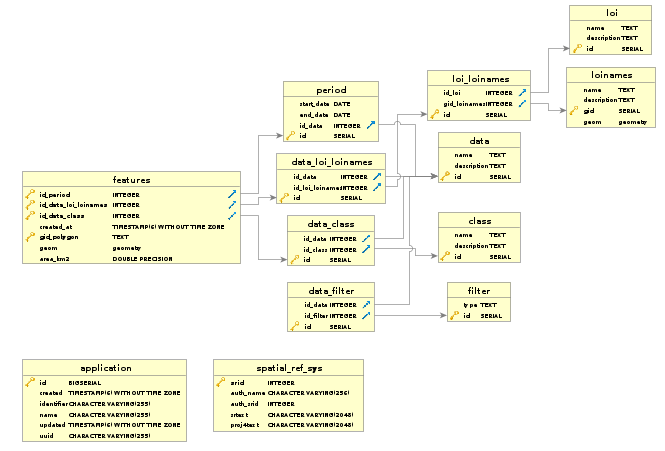 loi
name TEXT
description TEXT
id SERIAL
loi_loinames
id_loi INTEGER
gid_loinames INTEGER
id SERIAL
loinames
name TEXT
description TEXT
gid SERIAL
geom geometry
period
start_date DATE
end_date DATE
id_data INTEGER
id SERIAL
data
name TEXT
description TEXT
id SERIAL
data_loi_loinames
id_data INTEGER
id_loi_loinames INTEGER
id SERIAL
features
id_period INTEGER
id_data_loi_loinames INTEGER
id_data_class INTEGER
created_at TIMESTAMP(6) WITHOUT TIME ZONE
gid_polygon TEXT
geom geometry
area_km2 DOUBLE PRECISION
data_class
id_data INTEGER
id_class INTEGER
id SERIAL
class
name TEXT
description TEXT
id SERIAL
data_filter
id_data INTEGER
id_filter INTEGER
id SERIAL
filter
type TEXT
id SERIAL
application
id BIGSERIAL
created TIMESTAMP(6) WITHOUT TIME ZONE
identifier CHARACTER VARYING(255)
name CHARACTER VARYING(255)
updated TIMESTAMP(6) WITHOUT TIME ZONE
uuid CHARACTER VARYING(255)
spatial_ref_sys
srid INTEGER
auth_name CHARACTER VARYING(256)
auth_srid INTEGER
srtext CHARACTER VARYING(2048)
proj4text CHARACTER VARYING(2048)